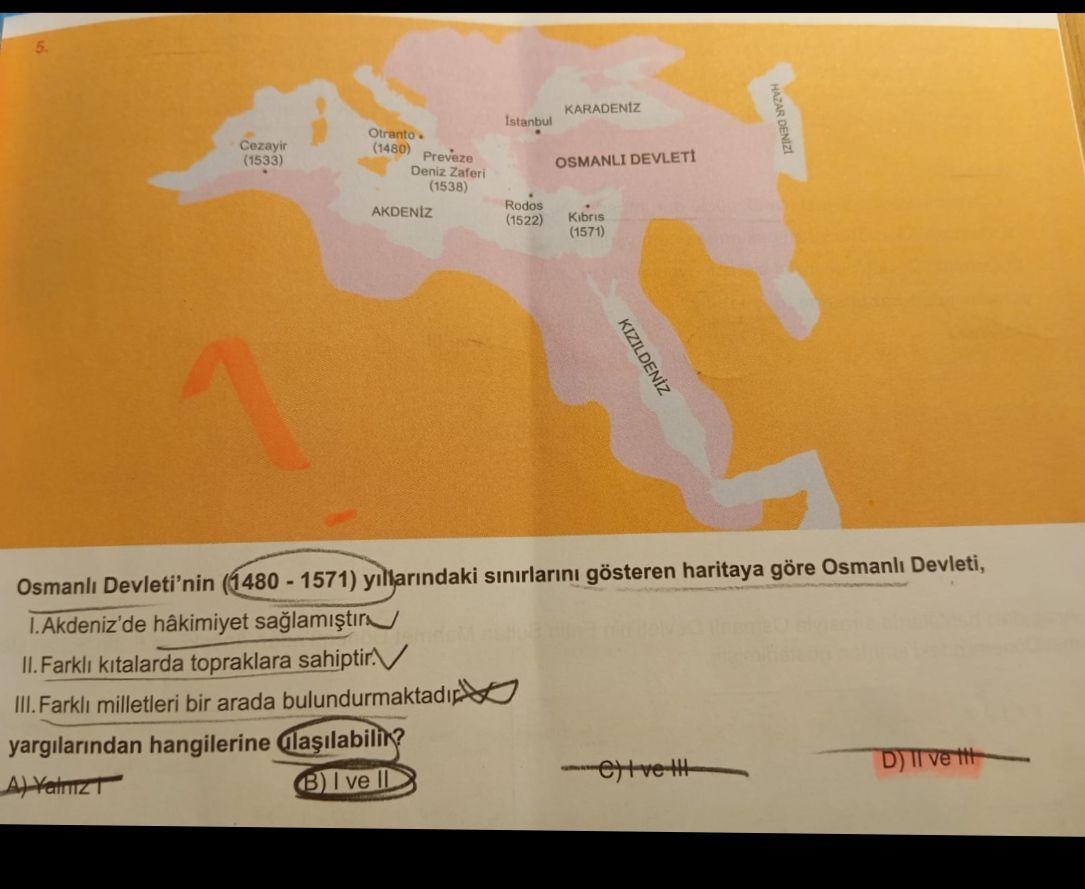 5.
HAZAR DENİZİ
KARADENİZ
İstanbul
Otranto
(1480)
Cezayir
(1533)
Preveze
Deniz Zaferi
(1538)
OSMANLI DEVLETİ
AKDENİZ
Rodos
(1522)
Kıbrıs
(1571)
KIZILDENİZ
Osmanlı Devleti'nin (1480 - 1571) yıllarındaki sınırlarını gösteren haritaya göre Osmanlı Devleti,
I. Akdeniz'de hâkimiyet sağlamıştır.
II. Farklı kıtalarda topraklara sahiptir.
III. Farklı milletleri bir arada bulundurmaktadır.
yargılarından hangilerine ulaşılabilir?
A) Yalnız I B) I ve II C) I ve III D) II ve III